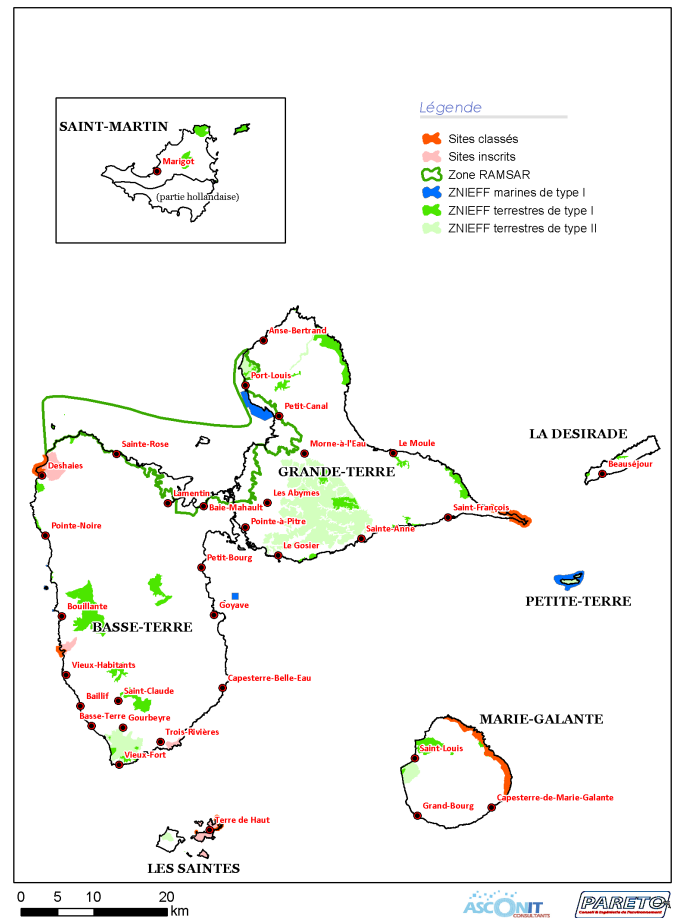 SAINT-MARTIN
Marigot
(partie hollandaise)
Légende
Sites classés
Sites inscrits
Zone RAMSAR
ZNIEFF marines de type I
ZNIEFF terrestres de type I
ZNIEFF terrestres de type II
Anse-Bertrand
Port-Louis
Petit-Canal
Sainte-Rose
Morne-à-l'Eau
Le Moule
LA DESIRADE
Deshaies
GRANDE-TERRE
Beauséjour
Lamentin
Les Abymes
Baie-Mahault
Saint-François
Pointe-Noire
Pointe-à-Pitre
Sainte-Anne
Le Gosier
Petit-Bourg
PETITE-TERRE
Bouillante
Goyave
BASSE-TERRE
Vieux-Habitants
Capesterre-Belle-Eau
Baillif
Saint-Claude
Basse-Terre
Gourbeyre
MARIE-GALANTE
Trois-Rivières
Saint-Louis
Vieux-Fort
Grand-Bourg
Capesterre-de-Marie-Galante
Terre de Haut
LES SAINTES
0 5 10 20
km
ASCONIT
CONSULTANTS
PARETO